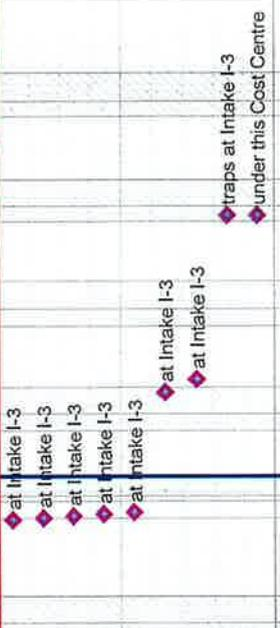 at Intake I-3
at Intake I-3
at Intake I-3
at Intake I-3
at Intake I-3
at Intake I-3
at Intake I-3
traps at Intake I-3
under this Cost Centre